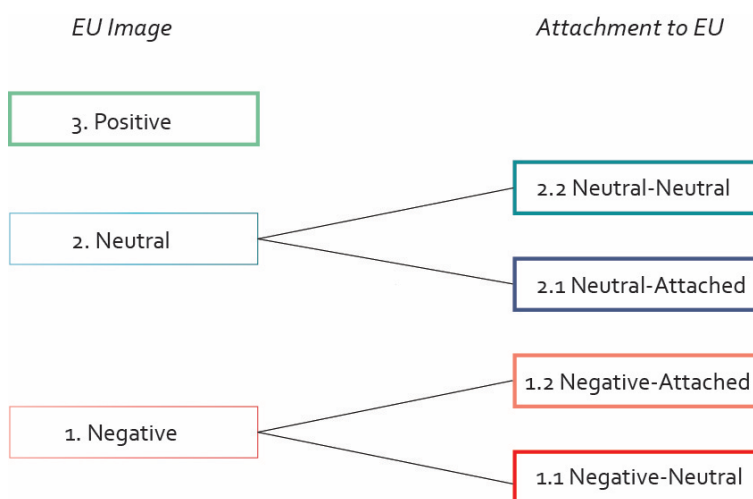 EU Image
Attachment to EU
3. Positive
2.2 Neutral-Neutral
2. Neutral
2.1 Neutral-Attached
1.2 Negative-Attached
1. Negative
1.1 Negative-Neutral